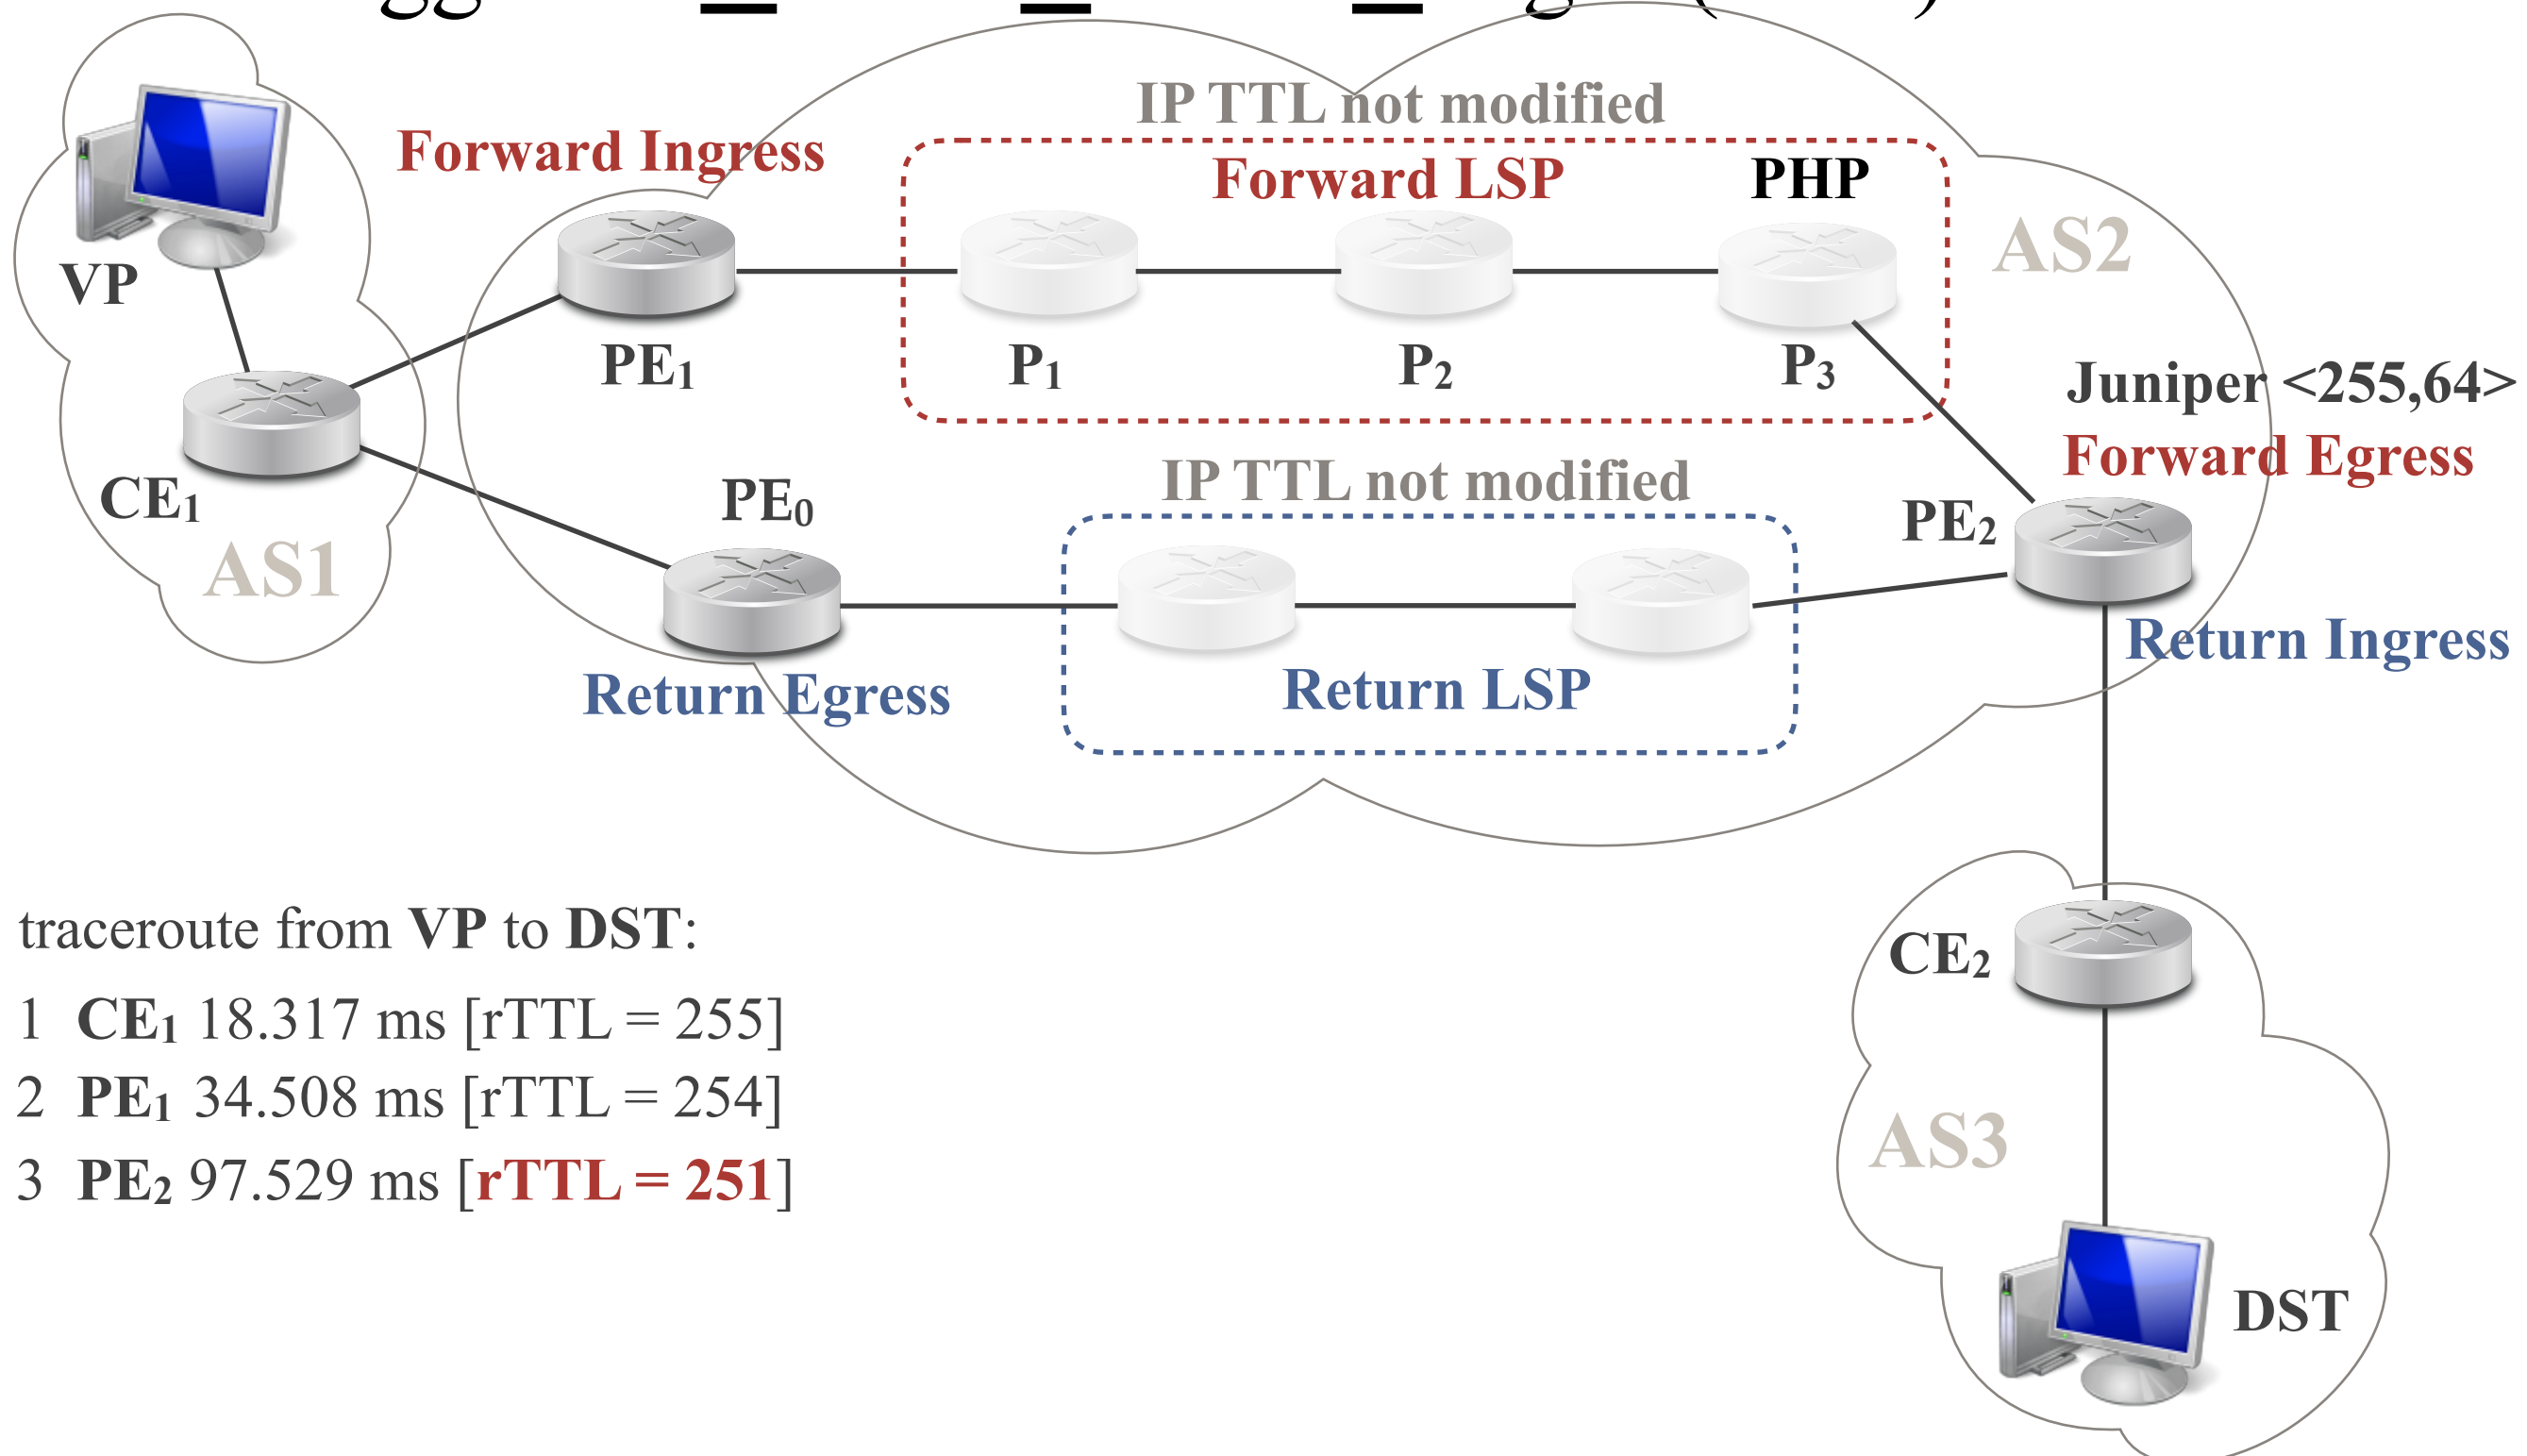 IP TTL not modified
Forward Ingress
Forward LSP
PHP
AS2
VP
PE1
P1
P2
P3
Juniper <255,64>
Forward Egress
CE1
AS1
PE0
IP TTL not modified
PE2
Return Egress
Return LSP
Return Ingress
traceroute from VP to DST:
1 CE1 18.317 ms [rTTL = 255]
2 PE1 34.508 ms [rTTL = 254]
3 PE2 97.529 ms [rTTL = 251]
CE2
AS3
DST